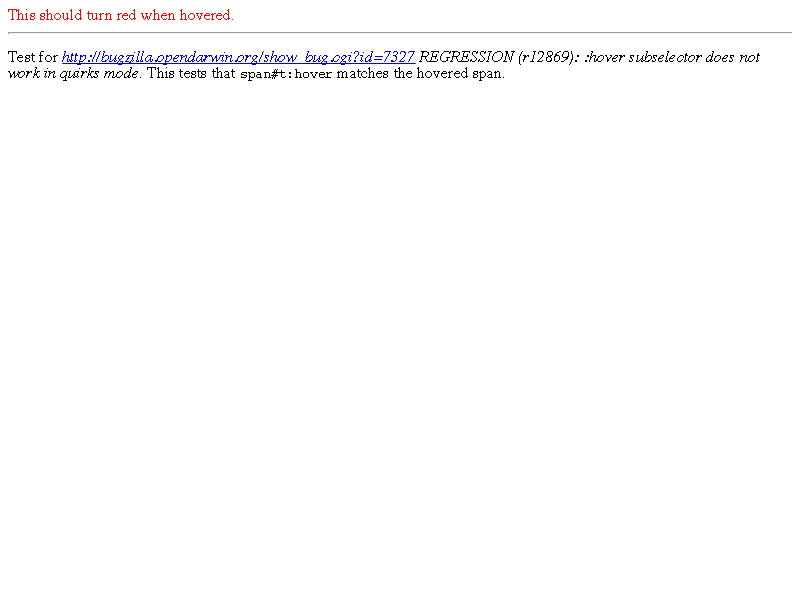 This should turn red when hovered.
Test for http://bugzilla.opendarwin.org/show_bug.cgi?id=7327 REGRESSION (r12869): :hover subselector does not
work in quirks mode. This tests that span#t:hover matches the hovered span.